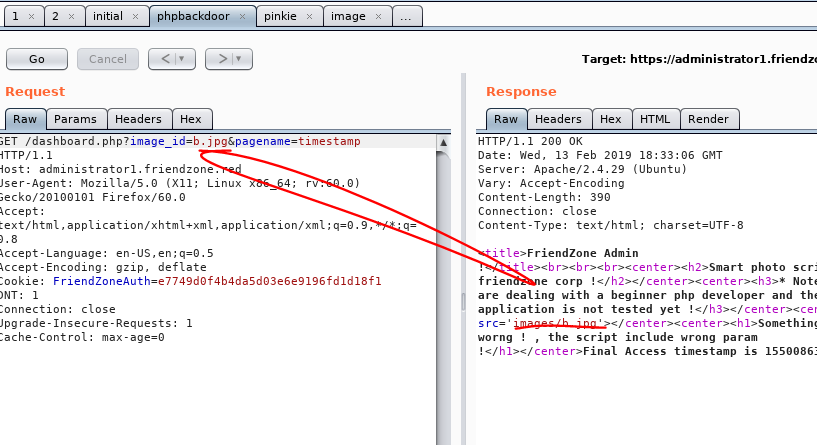 1 × 2 × initial × phpbackdoor × pinkie × image × ...
Go Cancel < > Target: https://administrator1.friendzo
Request
Raw Params Headers Hex
GET /dashboard.php?image_id=b.jpg&pagename=timestamp
HTTP/1.1
Host: administrator1.friendzone.red
User-Agent: Mozilla/5.0 (X11; Linux x86_64; rv:60.0)
Gecko/20100101 Firefox/60.0
Accept:
text/html,application/xhtml+xml,application/xml;q=0.9,*/*;q=
0.8
Accept-Language: en-US,en;q=0.5
Accept-Encoding: gzip, deflate
Cookie: FriendZoneAuth=e7749d0f4b4da5d03e6e9196fd1d18f1
DNT: 1
Connection: close
Upgrade-Insecure-Requests: 1
Cache-Control: max-age=0
Response
Raw Headers Hex HTML Render
HTTP/1.1 200 OK
Date: Wed, 13 Feb 2019 18:33:06 GMT
Server: Apache/2.4.29 (Ubuntu)
Vary: Accept-Encoding
Content-Length: 390
Connection: close
Content-Type: text/html; charset=UTF-8
<title>FriendZone Admin
!</title><br><br><br><center><h2>Smart photo scri
friendzone corp !</h2></center><center><h3>* Note
are dealing with a beginner php developer and the
application is not tested yet !</h3></center><cen
src='images/b.jpg'></center><center><h1>Something
worng ! , the script include wrong param
!</h1></center>Final Access timestamp is 15500863